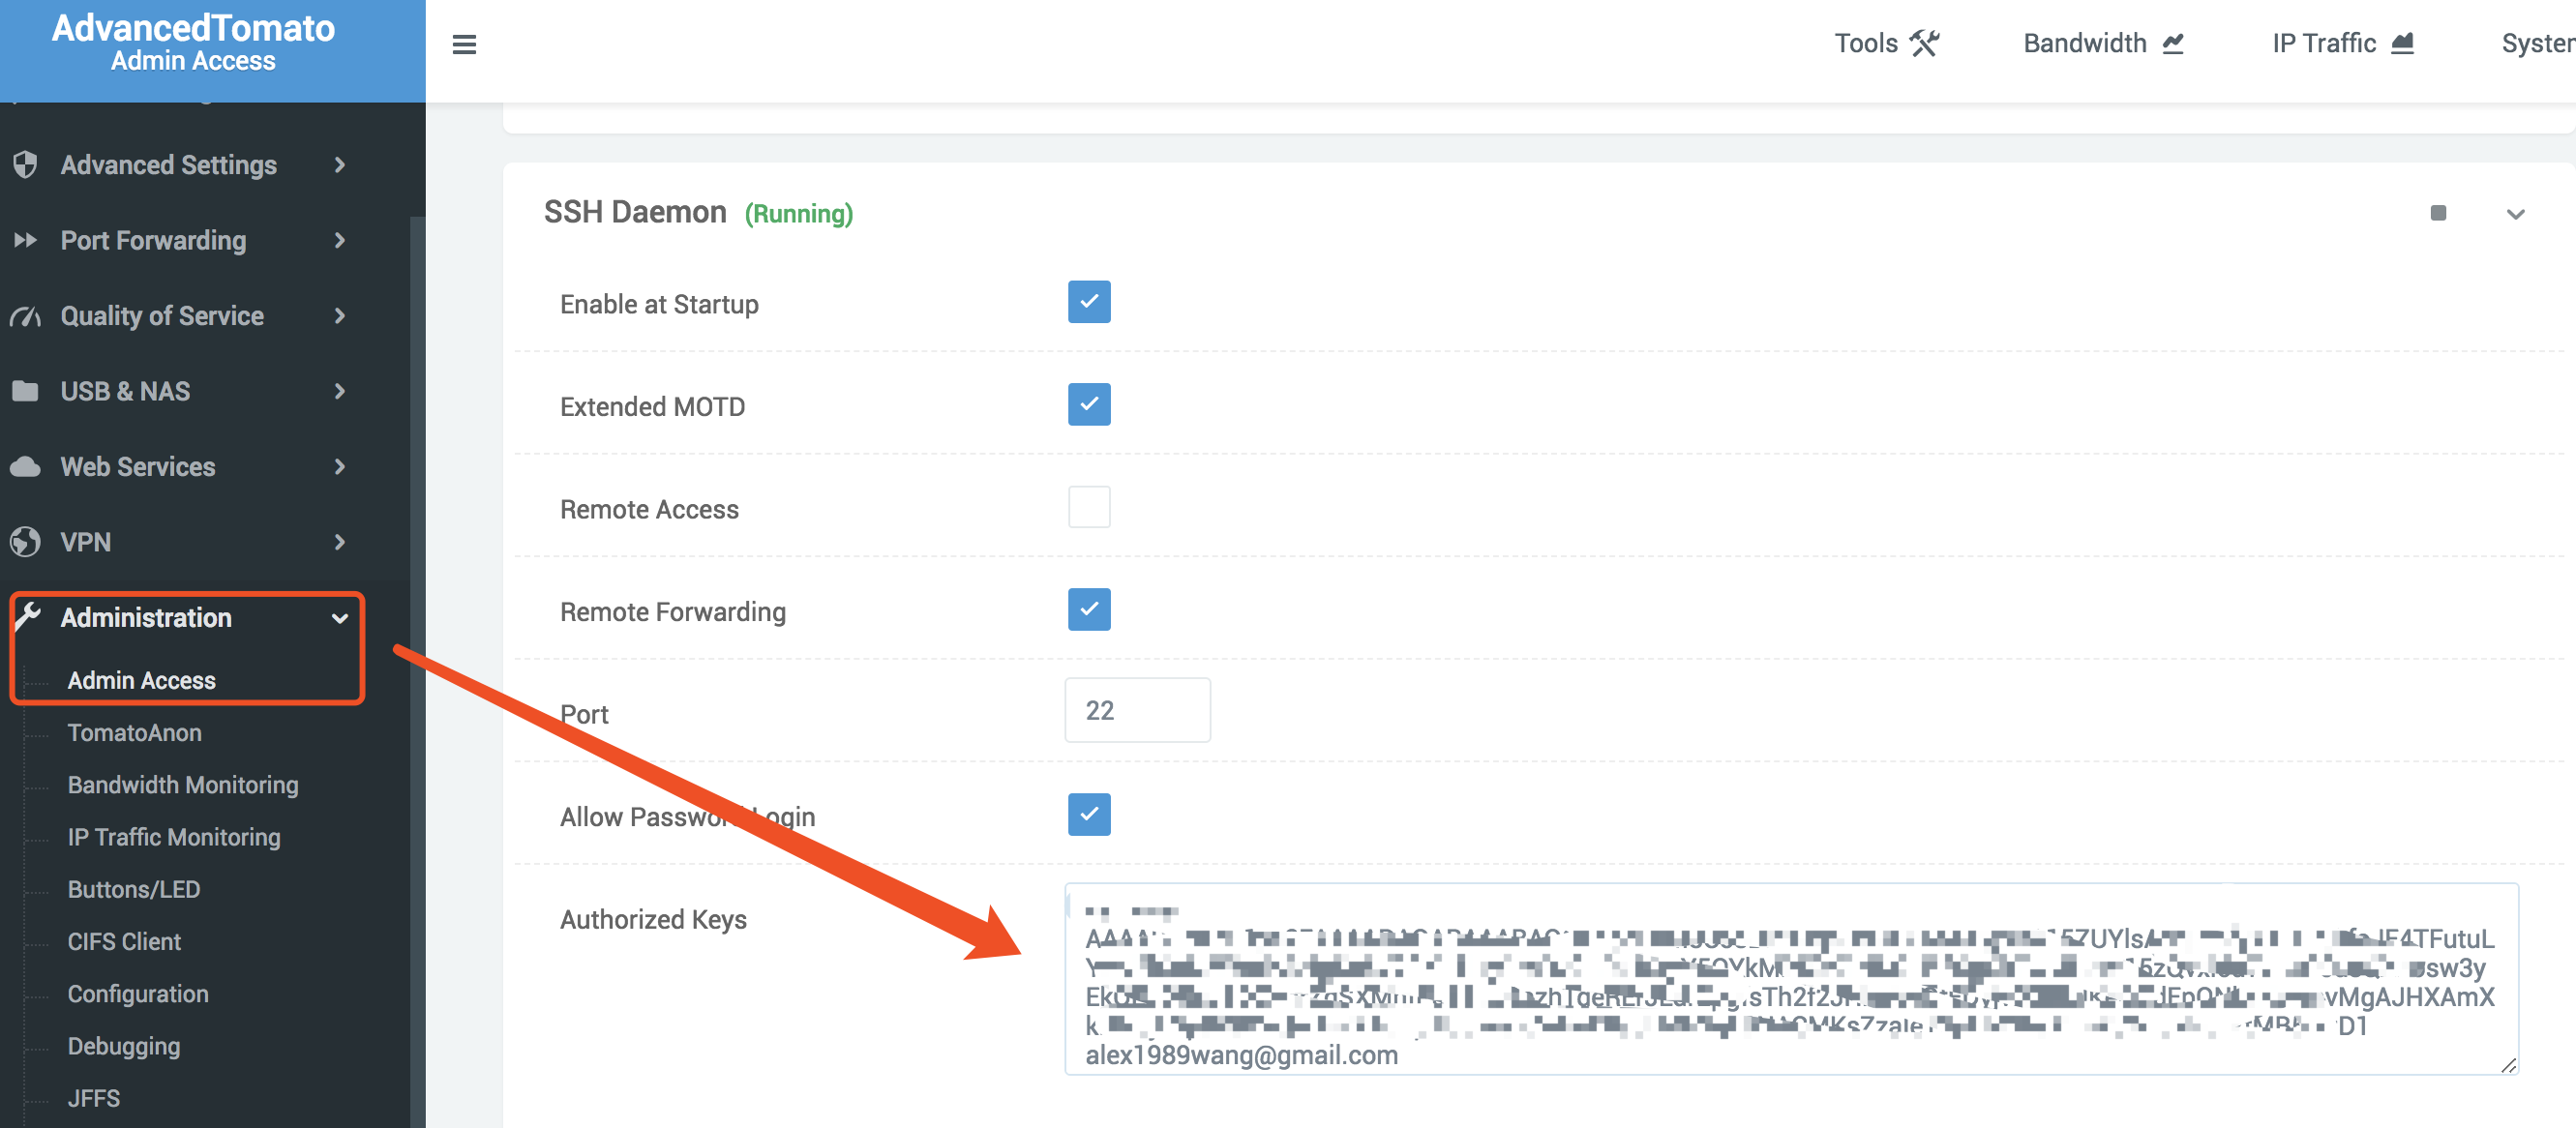 AdvancedTomato
Admin Access
Tools
Bandwidth
IP Traffic
Advanced Settings
Port Forwarding
Quality of Service
USB & NAS
Web Services
VPN
Administration
Admin Access
TomatoAnon
Bandwidth Monitoring
IP Traffic Monitoring
Buttons/LED
CIFS Client
Configuration
Debugging
JFFS
SSH Daemon (Running)
Enable at Startup
Extended MOTD
Remote Access
Remote Forwarding
Port
22
Allow Password Login
Authorized Keys
alex1989wang@gmail.com